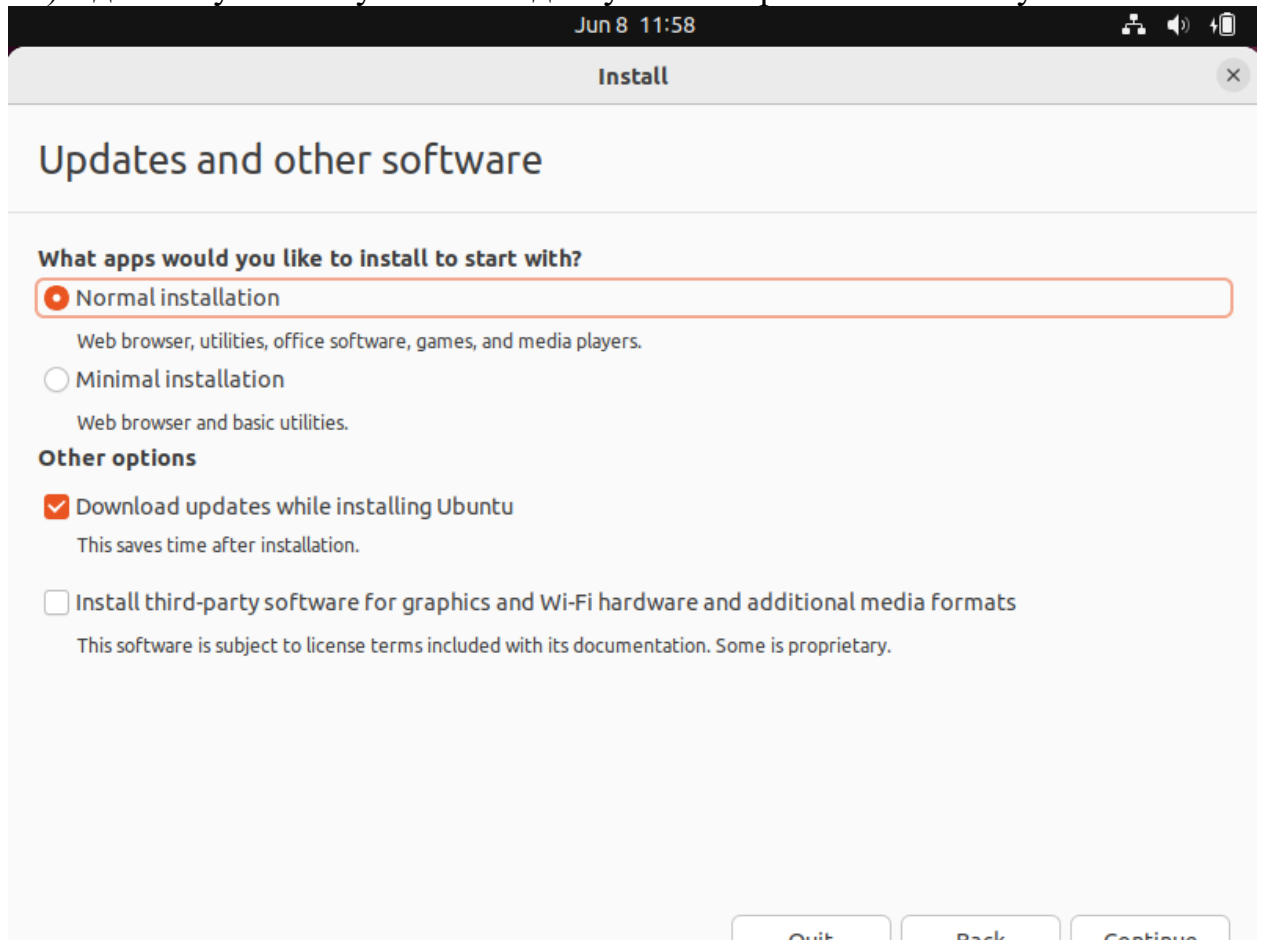 Jun 8 11:58
Install
Updates and other software
What apps would you like to install to start with?
Normal installation
Web browser, utilities, office software, games, and media players.
Minimal installation
Web browser and basic utilities.
Other options
Download updates while installing Ubuntu
This saves time after installation.
Install third-party software for graphics and Wi-Fi hardware and additional media formats
This software is subject to license terms included with its documentation. Some is proprietary.
Quit Back Continue